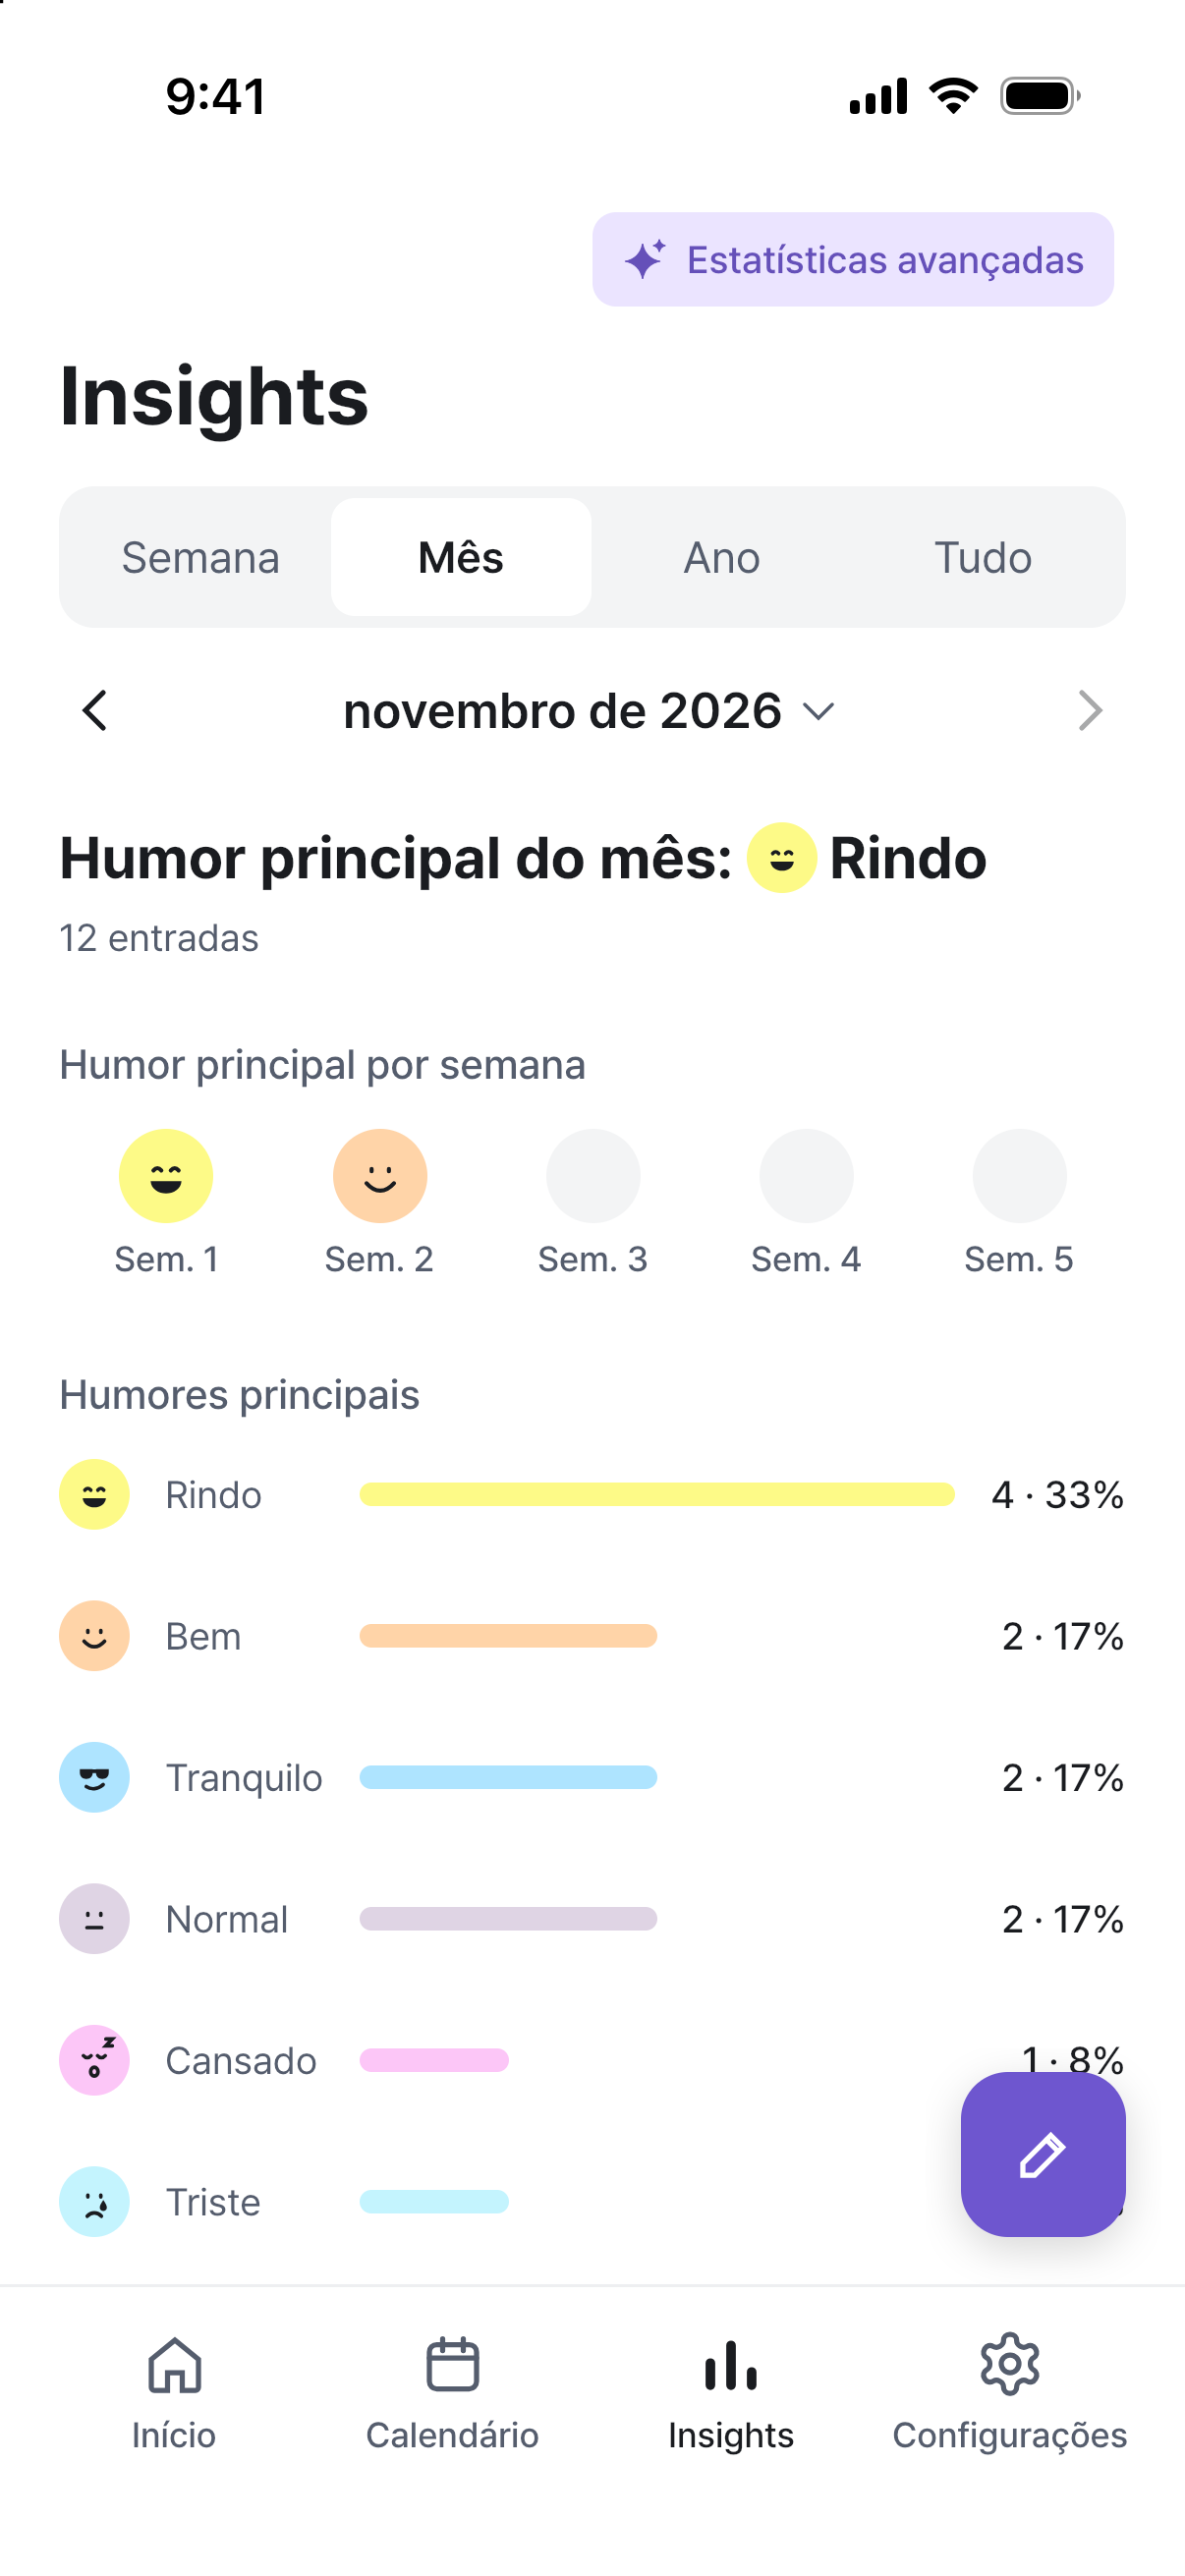 9:41
Estatísticas avançadas
Insights
Semana Mês Ano Tudo
novembro de 2026
Humor principal do mês: Rindo
12 entradas
Humor principal por semana
Sem. 1 Sem. 2 Sem. 3 Sem. 4 Sem. 5
Humores principais
Rindo 4 · 33%
Bem 2 · 17%
Tranquilo 2 · 17%
Normal 2 · 17%
Cansado 1 · 8%
Triste
Início Calendário Insights Configurações